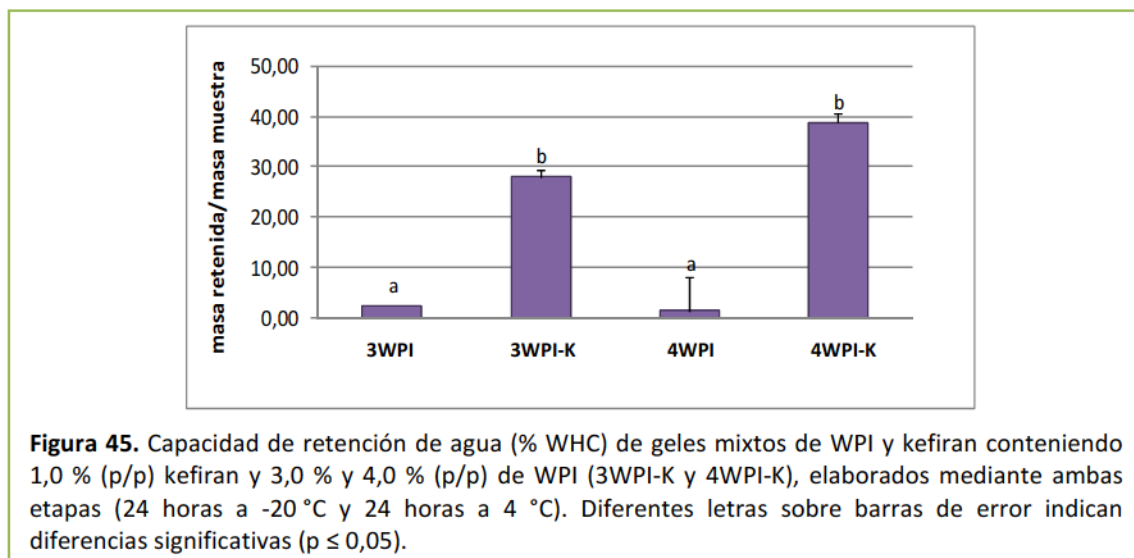 masa retenida/masa muestra
50,00
40,00
30,00
20,00
10,00
0,00
a
b
a
b
3WPI 3WPI-K 4WPI 4WPI-K
Figura 45. Capacidad de retención de agua (% WHC) de geles mixtos de WPI y kefiran conteniendo
1,0 % (p/p) kefiran y 3,0 % y 4,0 % (p/p) de WPI (3WPI-K y 4WPI-K), elaborados mediante ambas
etapas (24 horas a -20 °C y 24 horas a 4 °C). Diferentes letras sobre barras de error indican
diferencias significativas (p ≤ 0,05).